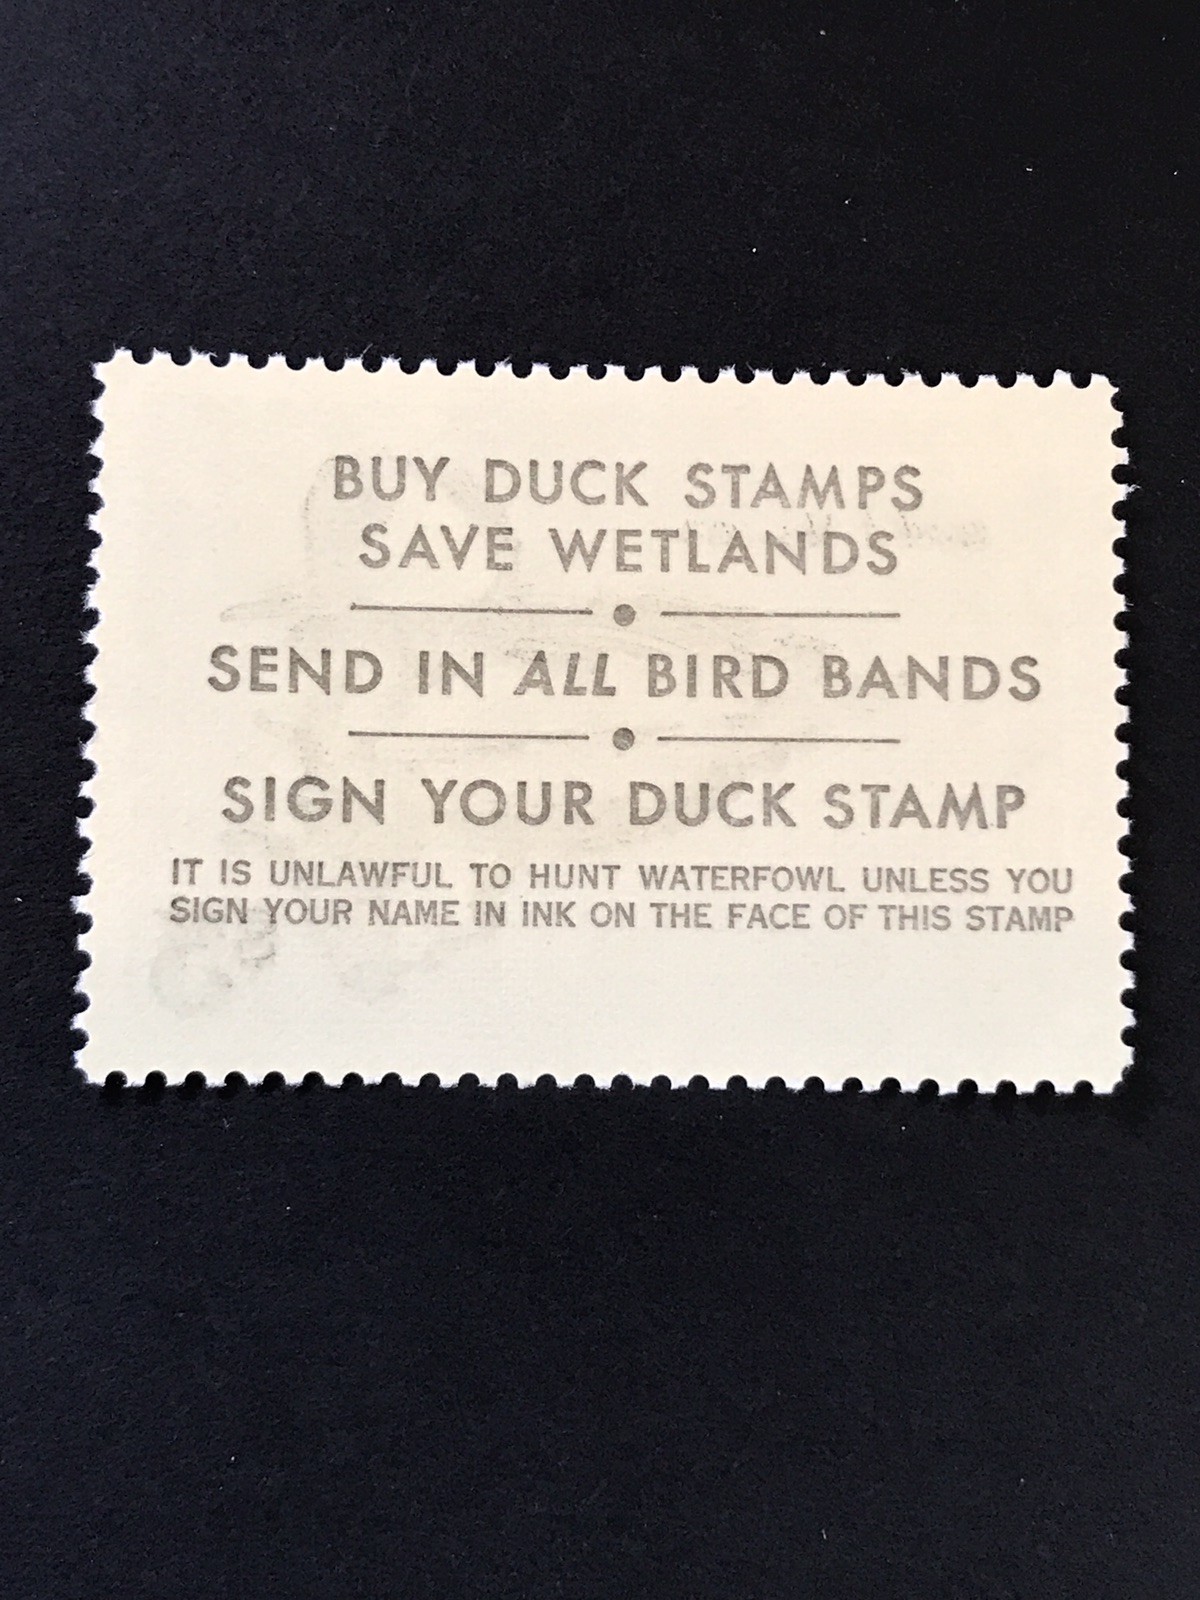 BUY DUCK STAMPS
SAVE WETLANDS
SEND IN ALL BIRD BANDS
SIGN YOUR DUCK STAMP
IT IS UNLAWFUL TO HUNT WATERFOWL UNLESS YOU
SIGN YOUR NAME IN INK ON THE FACE OF THIS STAMP